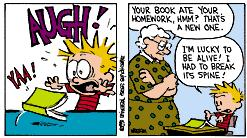 AUGH!
YAA!
YOUR BOOK ATE YOUR
HOMEWORK, HMM? THAT'S
A NEW ONE.
I'M LUCKY TO
BE ALIVE! I
HAD TO BREAK
ITS SPINE!